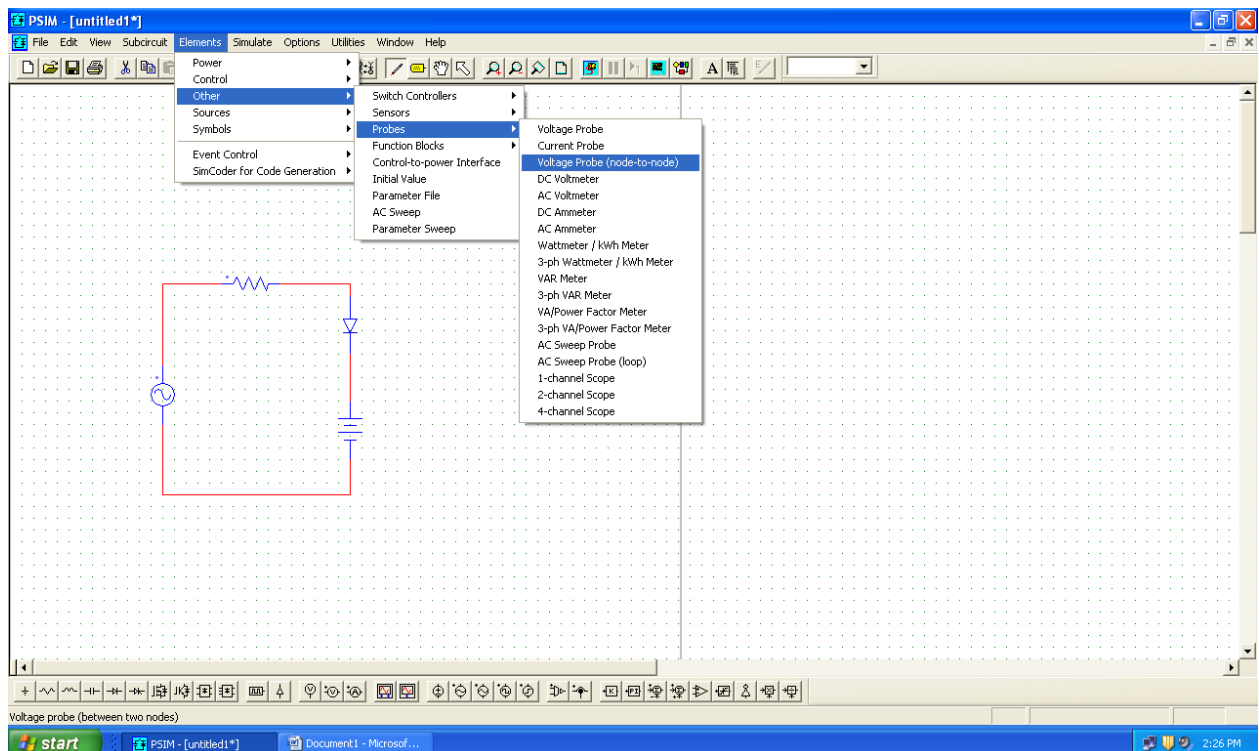 PSIM - [untitled1*]
File Edit View Subcircuit Elements Simulate Options Utilities Window Help
Power
Control
Other
Sources
Symbols
Event Control
SimCoder for Code Generation
Switch Controllers
Sensors
Probes
Function Blocks
Control-to-power Interface
Initial Value
Parameter File
AC Sweep
Parameter Sweep
Voltage Probe
Current Probe
Voltage Probe (node-to-node)
DC Voltmeter
AC Voltmeter
DC Ammeter
AC Ammeter
Wattmeter / kWh Meter
3-ph Wattmeter / kWh Meter
VAR Meter
3-ph VAR Meter
VA/Power Factor Meter
3-ph VA/Power Factor Meter
AC Sweep Probe
AC Sweep Probe (loop)
1-channel Scope
2-channel Scope
4-channel Scope
Voltage probe (between two nodes)
start PSIM - [untitled1*] Document1 - Microsof... 2:26 PM